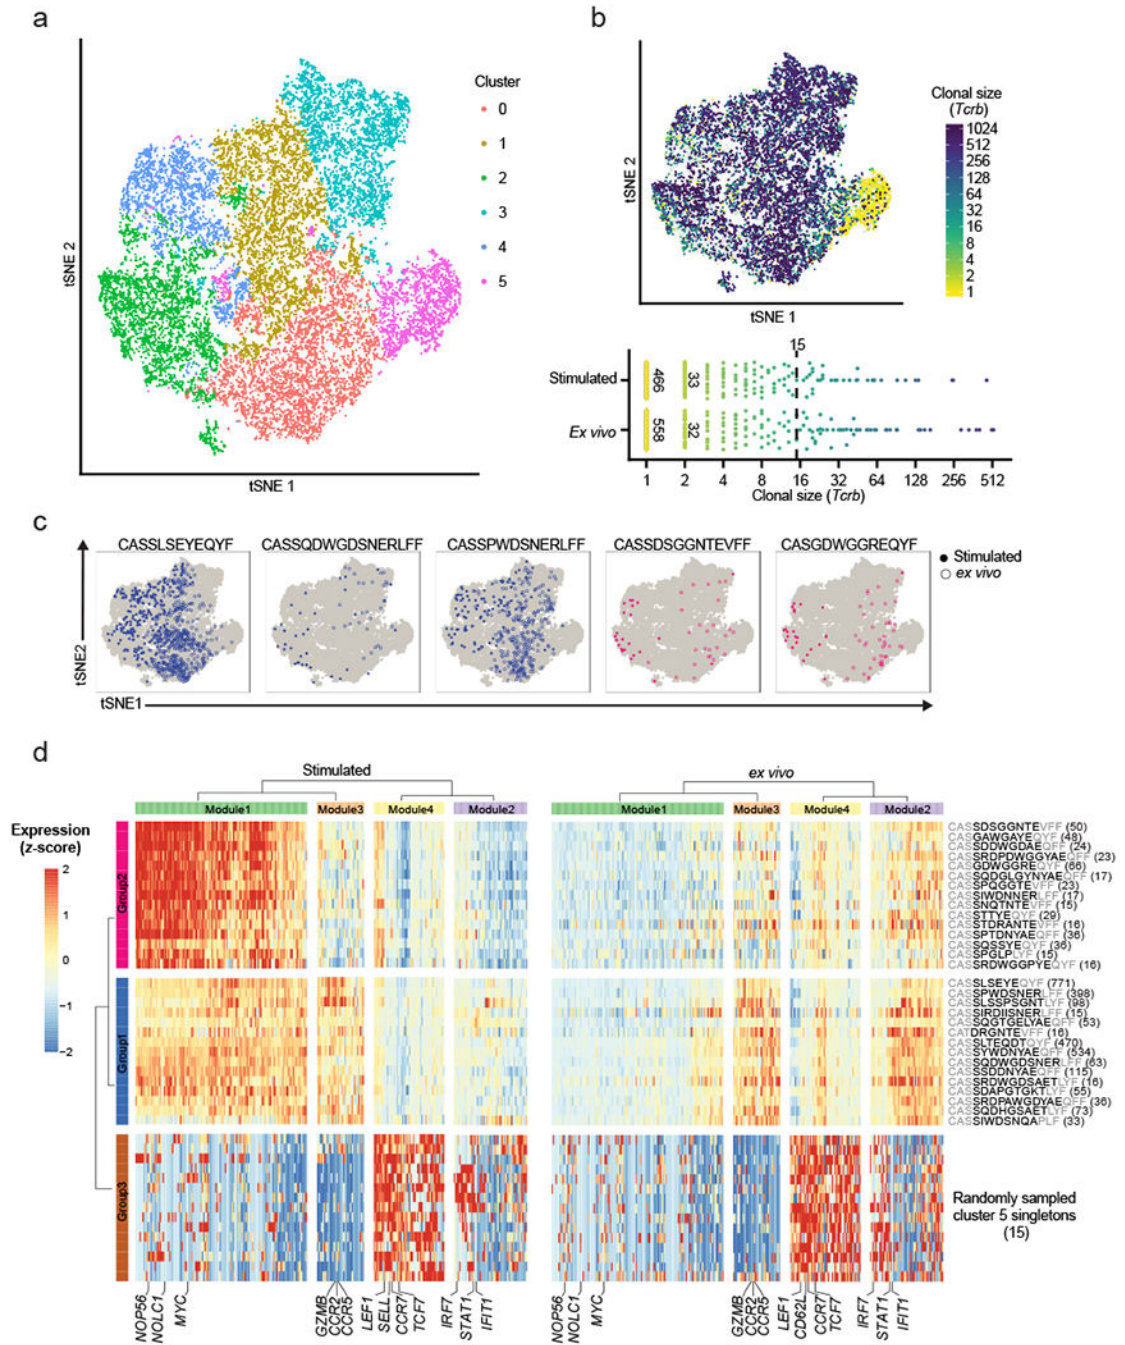 a
b
Cluster
0
1
2
3
4
5
tSNE 2
tSNE 1
Clonal size
(Tcrb)
1024
512
256
128
64
32
16
8
4
2
1
tSNE 2
tSNE 1
15
Stimulated
466
33
Ex vivo
558
32
1 2 4 8 16 32 64 128 256 512
Clonal size (Tcrb)
c
CASSLSEYEQYF CASSQDWGDSNERLFF CASSPWDSNERLFF CASSDSGGNTEVFF CASGDWGGREQYF
Stimulated
ex vivo
tSNE2
tSNE1
d
Stimulated ex vivo
Module1 Module3 Module4 Module2 Module1 Module3 Module4 Module2
Expression
(z-score)
2
1
0
−1
−2
Group2
Group1
Group3
CASSDSGGNTEVFF (50)
CASGAWGAYEQYF (48)
CASSDDWGDAEQFF (24)
CASSRDPDWGGYAEQFF (23)
CASGDWGGREQYF (66)
CASSQDGLGYNYAEQFF (17)
CASSPQGGTEVFF (23)
CASSIWDNNERLFF (17)
CASSNQTNTEVFF (15)
CASSTTYEQYF (29)
CASSTDRANTEVFF (16)
CASSPTDNYAEQFF (36)
CASSQSSYEQYF (36)
CASSPGLPLYF (15)
CASSRDWGGPYEQYF (16)
CASSLSEYEQYF (771)
CASSPWDSNERLFF (398)
CASSLSSPSGNTLYF (98)
CASSIRDIISNERLFF (15)
CASSQGTGELYAEQFF (53)
CATDRGNTEVFF (16)
CASSLTEQDTQYF (470)
CASSYWDNYAEQFF (534)
CASSQDWGDSNERLFF (63)
CASSSDDNYAEQFF (115)
CASSRDWGDSAETLYF (16)
CASSDAPGTGKTLYF (55)
CASSRDPAWGDYAEQFF (36)
CASSQDHGSAETLYF (73)
CASSIWDSNQAPLF (33)
Randomly sampled
cluster 5 singletons
(15)
NOP56 NOLC1 MYC GZMB CCR2 CCR5 LEF1 SELL CCR7 TCF7 IRF7 STAT1 IFIT1 NOP56 NOLC1 MYC GZMB CCR2 CCR5 LEF1 CD62L CCR7 TCF7 IRF7 STAT1 IFIT1